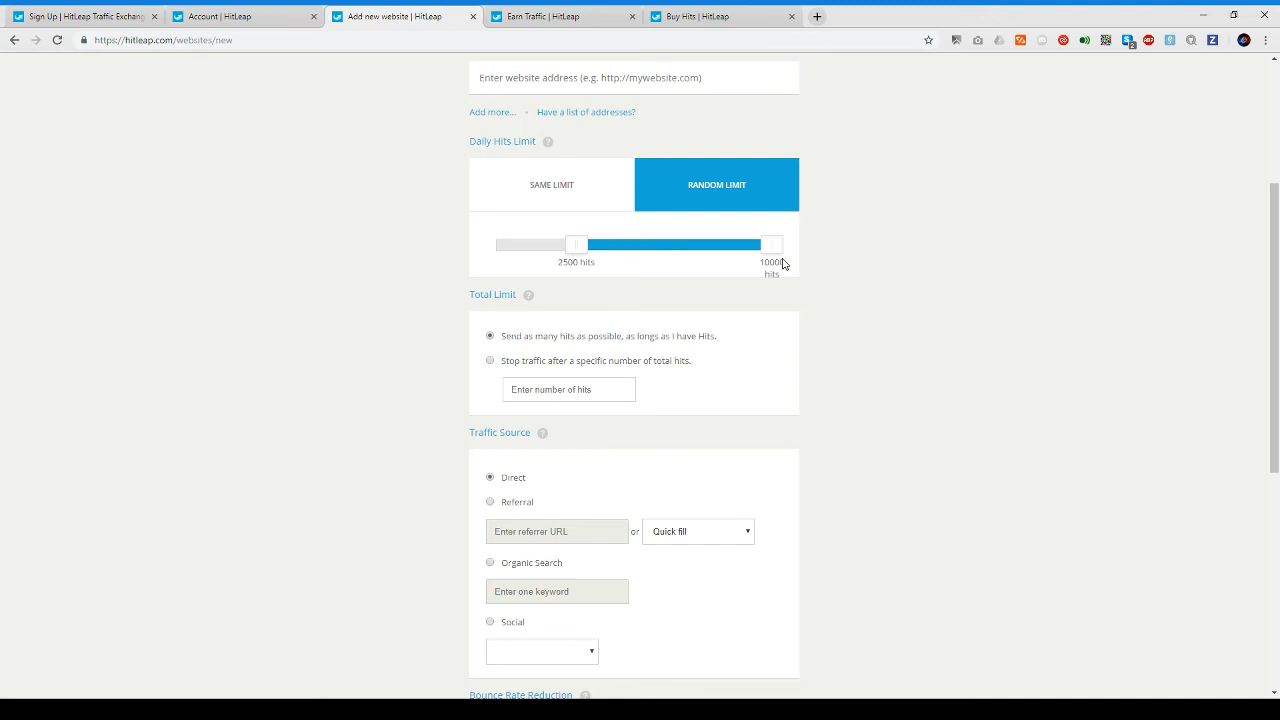 Sign Up | HitLeap Traffic Exchang
Account | HitLeap
Add new website | HitLeap
Earn Traffic | HitLeap
Buy Hits | HitLeap
https://hitleap.com/websites/new
Enter website address (e.g. http://mywebsite.com)
Add more... - Have a list of addresses?
Daily Hits Limit ?
SAME LIMIT
RANDOM LIMIT
2500 hits
10000
hits
Total Limit ?
Send as many hits as possible, as longs as I have Hits.
Stop traffic after a specific number of total hits.
Enter number of hits
Traffic Source ?
Direct
Referral
Enter referrer URL or Quick fill
Organic Search
Enter one keyword
Social
Bounce Rate Reduction ?